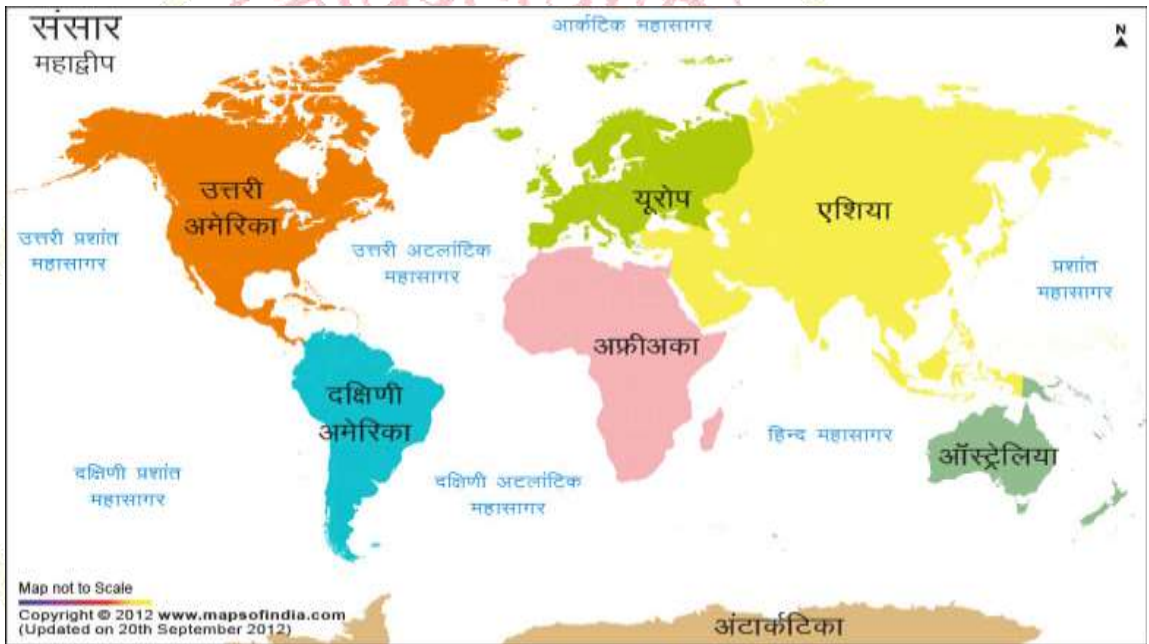 संसार
महाद्वीप
आर्कटिक महासागर
N
उत्तरी
अमेरिका
यूरोप
एशिया
उत्तरी प्रशांत
महासागर
उत्तरी अटलांटिक
महासागर
प्रशांत
महासागर
अफ्रीअका
दक्षिणी
अमेरिका
हिन्द महासागर
ऑस्ट्रेलिया
दक्षिणी प्रशांत
महासागर
दक्षिणी अटलांटिक
महासागर
Map not to Scale
Copyright © 2012 www.mapsofindia.com
(Updated on 20th September 2012)
अंटार्कटिका